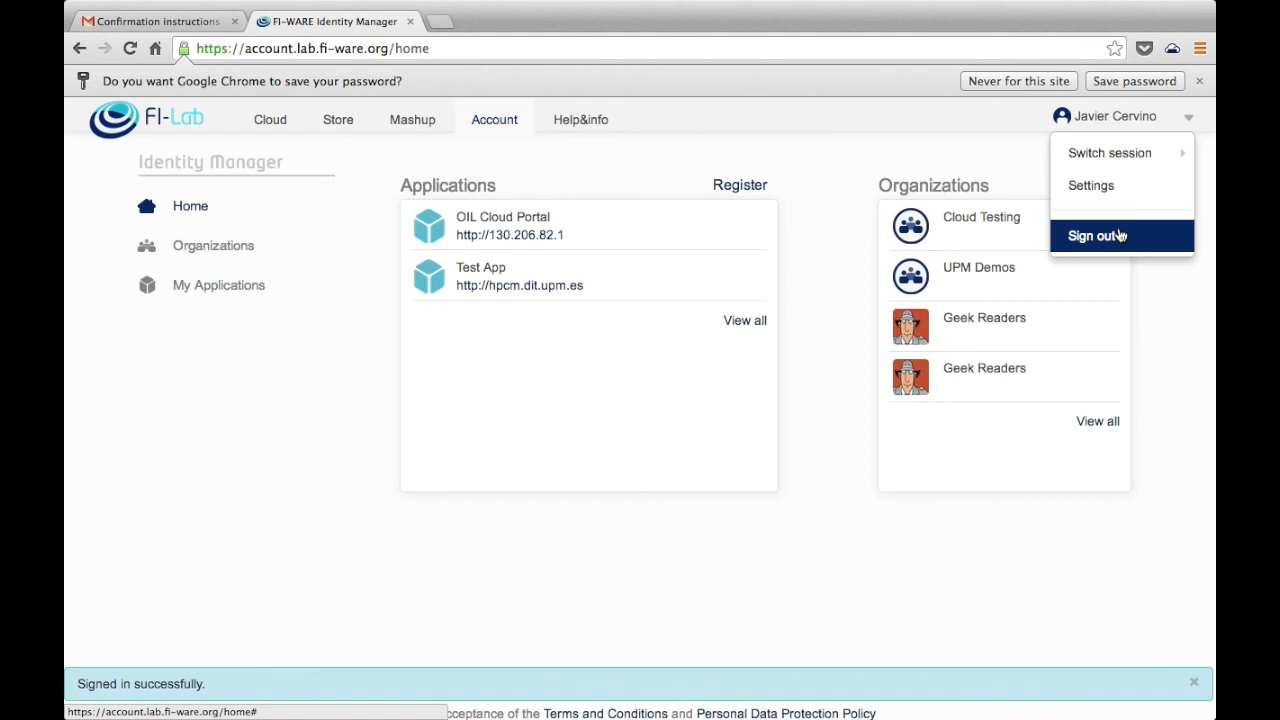 Confirmation instructions
FI-WARE Identity Manager
https://account.lab.fi-ware.org/home
Do you want Google Chrome to save your password?
Never for this site
Save password
FI-Lab
Cloud
Store
Mashup
Account
Help&info
Javier Cervino
Switch session
Settings
Sign out
Identity Manager
Home
Organizations
My Applications
Applications
Register
OIL Cloud Portal
http://130.206.82.1
Test App
http://hpcm.dit.upm.es
View all
Organizations
Cloud Testing
UPM Demos
Geek Readers
Geek Readers
View all
Signed in successfully.
https://account.lab.fi-ware.org/home#
cceptance of the Terms and Conditions and Personal Data Protection Policy